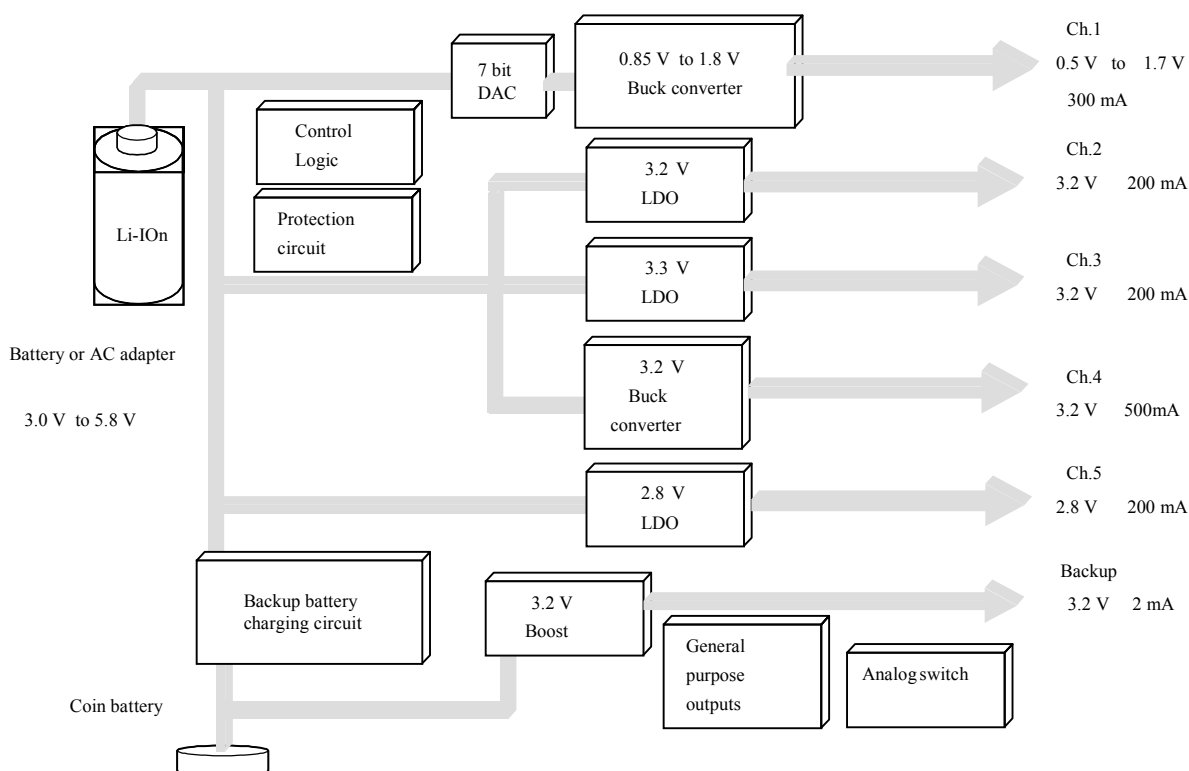 Ch.1
0.5 V to 1.7 V
300 mA
7 bit
DAC
0.85 V to 1.8 V
Buck converter
Control
Logic
Protection
circuit
Li-IOn
3.2 V
LDO
Ch.2
3.2 V 200 mA
3.3 V
LDO
Ch.3
3.2 V 200 mA
Battery or AC adapter
3.0 V to 5.8 V
3.2 V
Buck
converter
Ch.4
3.2 V 500mA
2.8 V
LDO
Ch.5
2.8 V 200 mA
Backup battery
charging circuit
3.2 V
Boost
Backup
3.2 V 2 mA
General
purpose
outputs
Analog switch
Coin battery